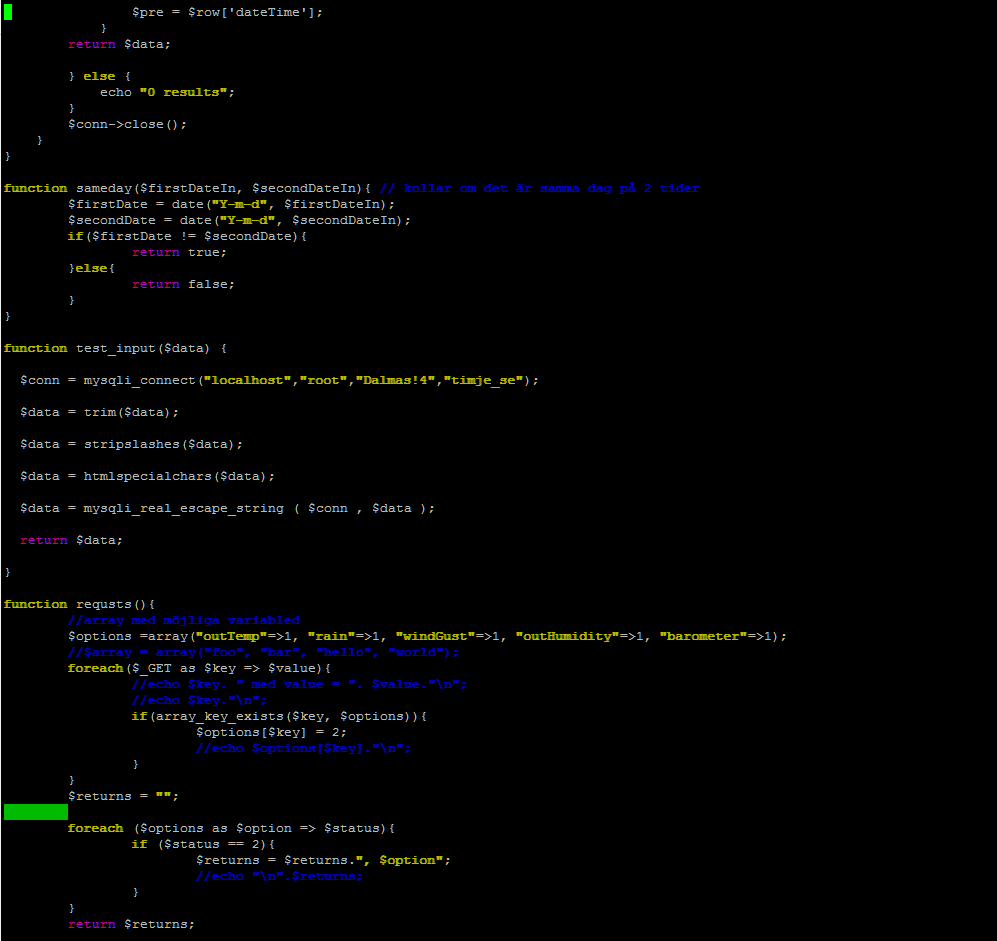 $pre = $row['dateTime'];
}
return $data;
} else {
echo "0 results";
}
$conn->close();
}
}
function sameday($firstDateIn, $secondDateIn){ // kollar om det är samma dag på 2 tider
$firstDate = date("Y-m-d", $firstDateIn);
$secondDate = date("Y-m-d", $secondDateIn);
if($firstDate != $secondDate){
return true;
}else{
return false;
}
}
function test_input($data) {
$conn = mysqli_connect("localhost","root","Dalmas!4","timje_se");
$data = trim($data);
$data = stripslashes($data);
$data = htmlspecialchars($data);
$data = mysqli_real_escape_string ( $conn , $data );
return $data;
}
function requsts(){
//array med möjliga variabled
$options =array("outTemp"=>1, "rain"=>1, "windGust"=>1, "outHumidity"=>1, "barometer"=>1);
//$array = array("foo", "bar", "hello", "world");
foreach($_GET as $key => $value){
//echo $key. " med value = ". $value."\n";
//echo $key."\n";
if(array_key_exists($key, $options)){
$options[$key] = 2;
//echo $options[$key]."\n";
}
}
$returns = "";
foreach ($options as $option => $status){
if ($status == 2){
$returns = $returns.", $option";
//echo "\n".$returns;
}
}
return $returns;